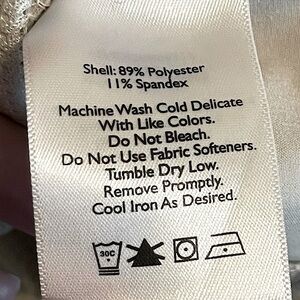 Shell: 89% Polyester
11% Spandex
Machine Wash Cold Delicate
With Like Colors.
Do Not Bleach.
Do Not Use Fabric Softeners.
Tumble Dry Low.
Remove Promptly.
Cool Iron As Desired.
30C